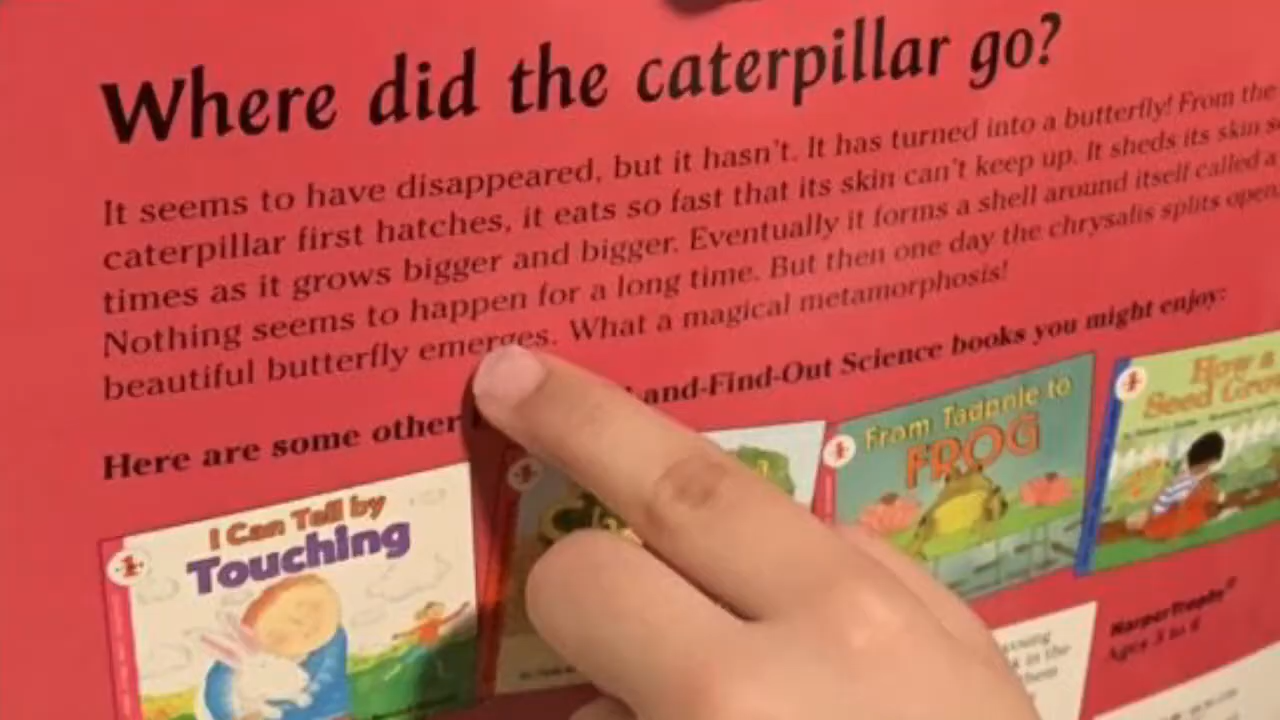 Where did the caterpillar go?
It seems to have disappeared, but it hasn't. It has turned into a butterfly! From the
caterpillar first hatches, it eats so fast that its skin can't keep up. It sheds its skin
times as it grows bigger and bigger. Eventually it forms a shell around itself called a
Nothing seems to happen for a long time. But then one day the chrysalis splits open
beautiful butterfly emerges. What a magical metamorphosis!
Here are some other and-Find-Out Science books you might enjoy:
I Can Tell by
Touching
From Tadpole to
FROG
How a
Seed
HarperTrophy®
Ages 3 to 6